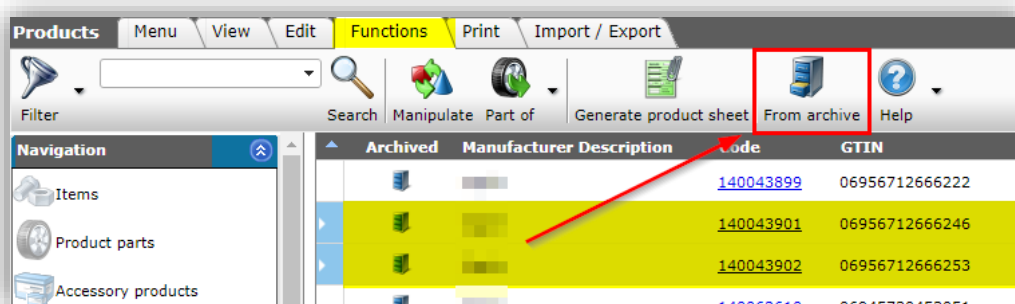 Products Menu View Edit Functions Print Import / Export
Filter Search Manipulate Part of Generate product sheet From archive Help
Navigation
Items
Product parts
Accessory products
Archived Manufacturer Description Code GTIN
140043899 06956712666222
140043901 06956712666246
140043902 06956712666253